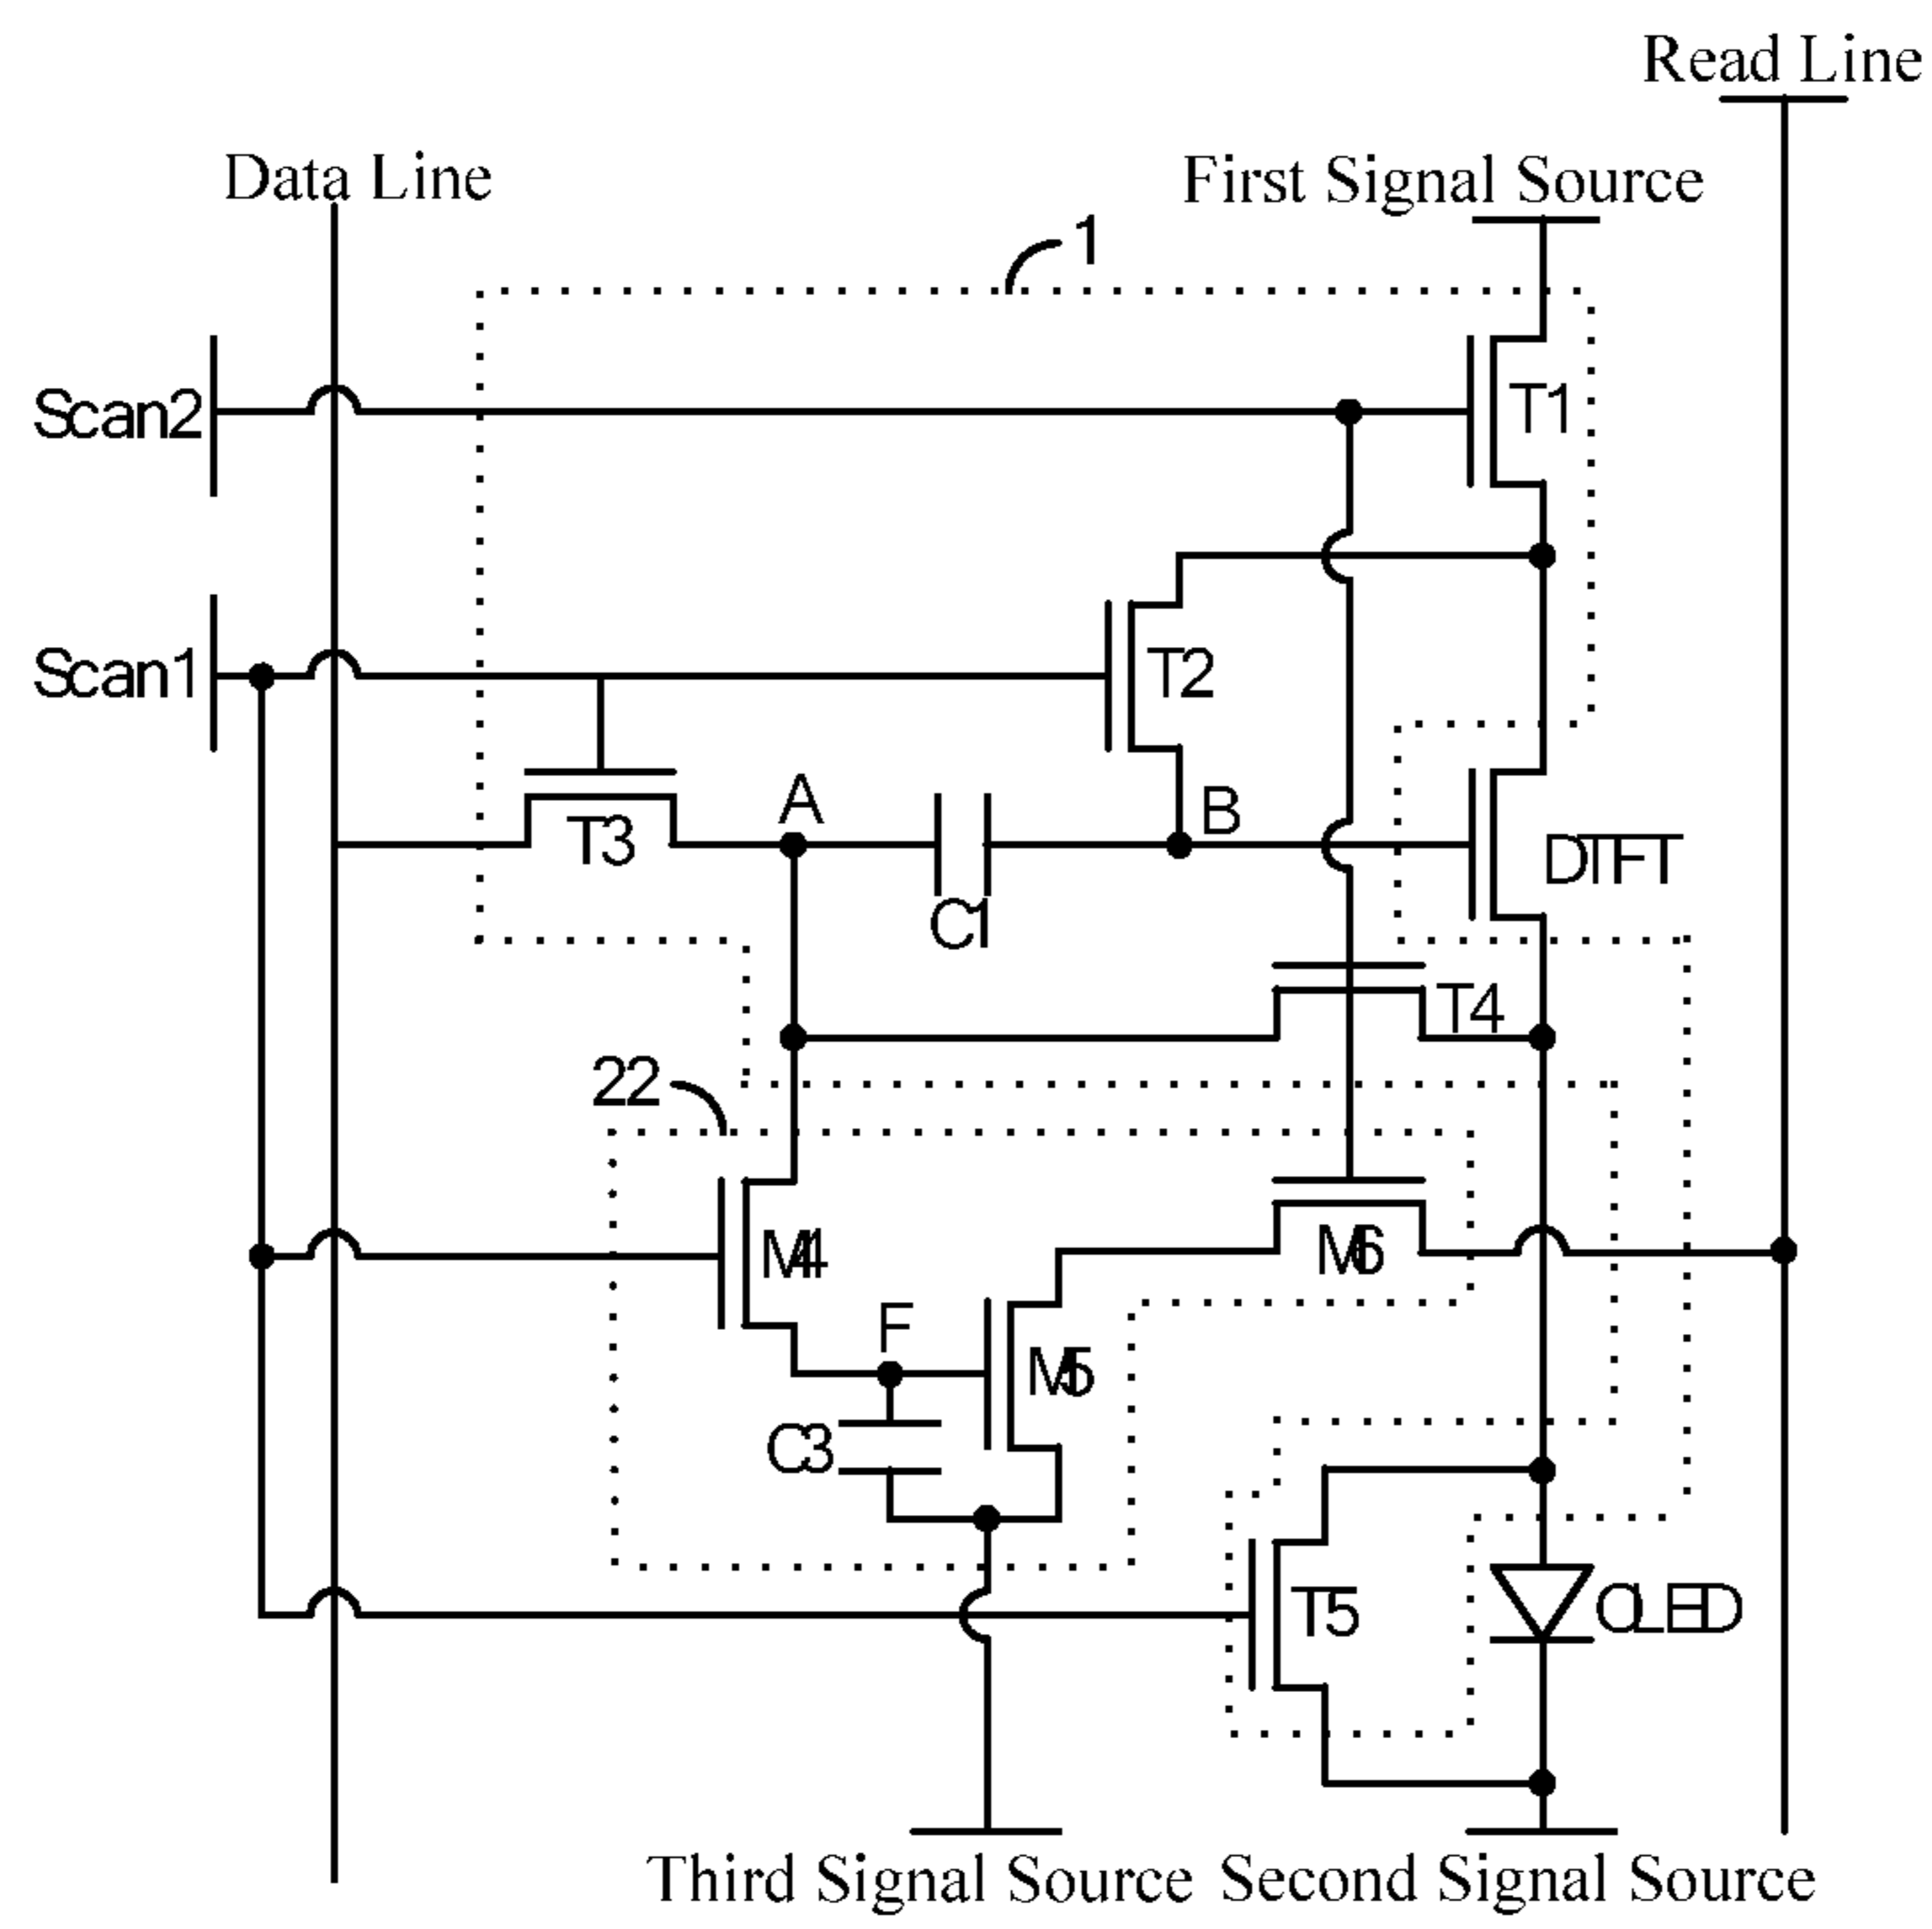 Read Line
Data Line
First Signal Source
1
Scan2
T1
Scan1
T2
T3
A
C1
B
DTFT
T4
22
M4
M6
F
M5
C3
T5
OLED
Third Signal Source
Second Signal Source